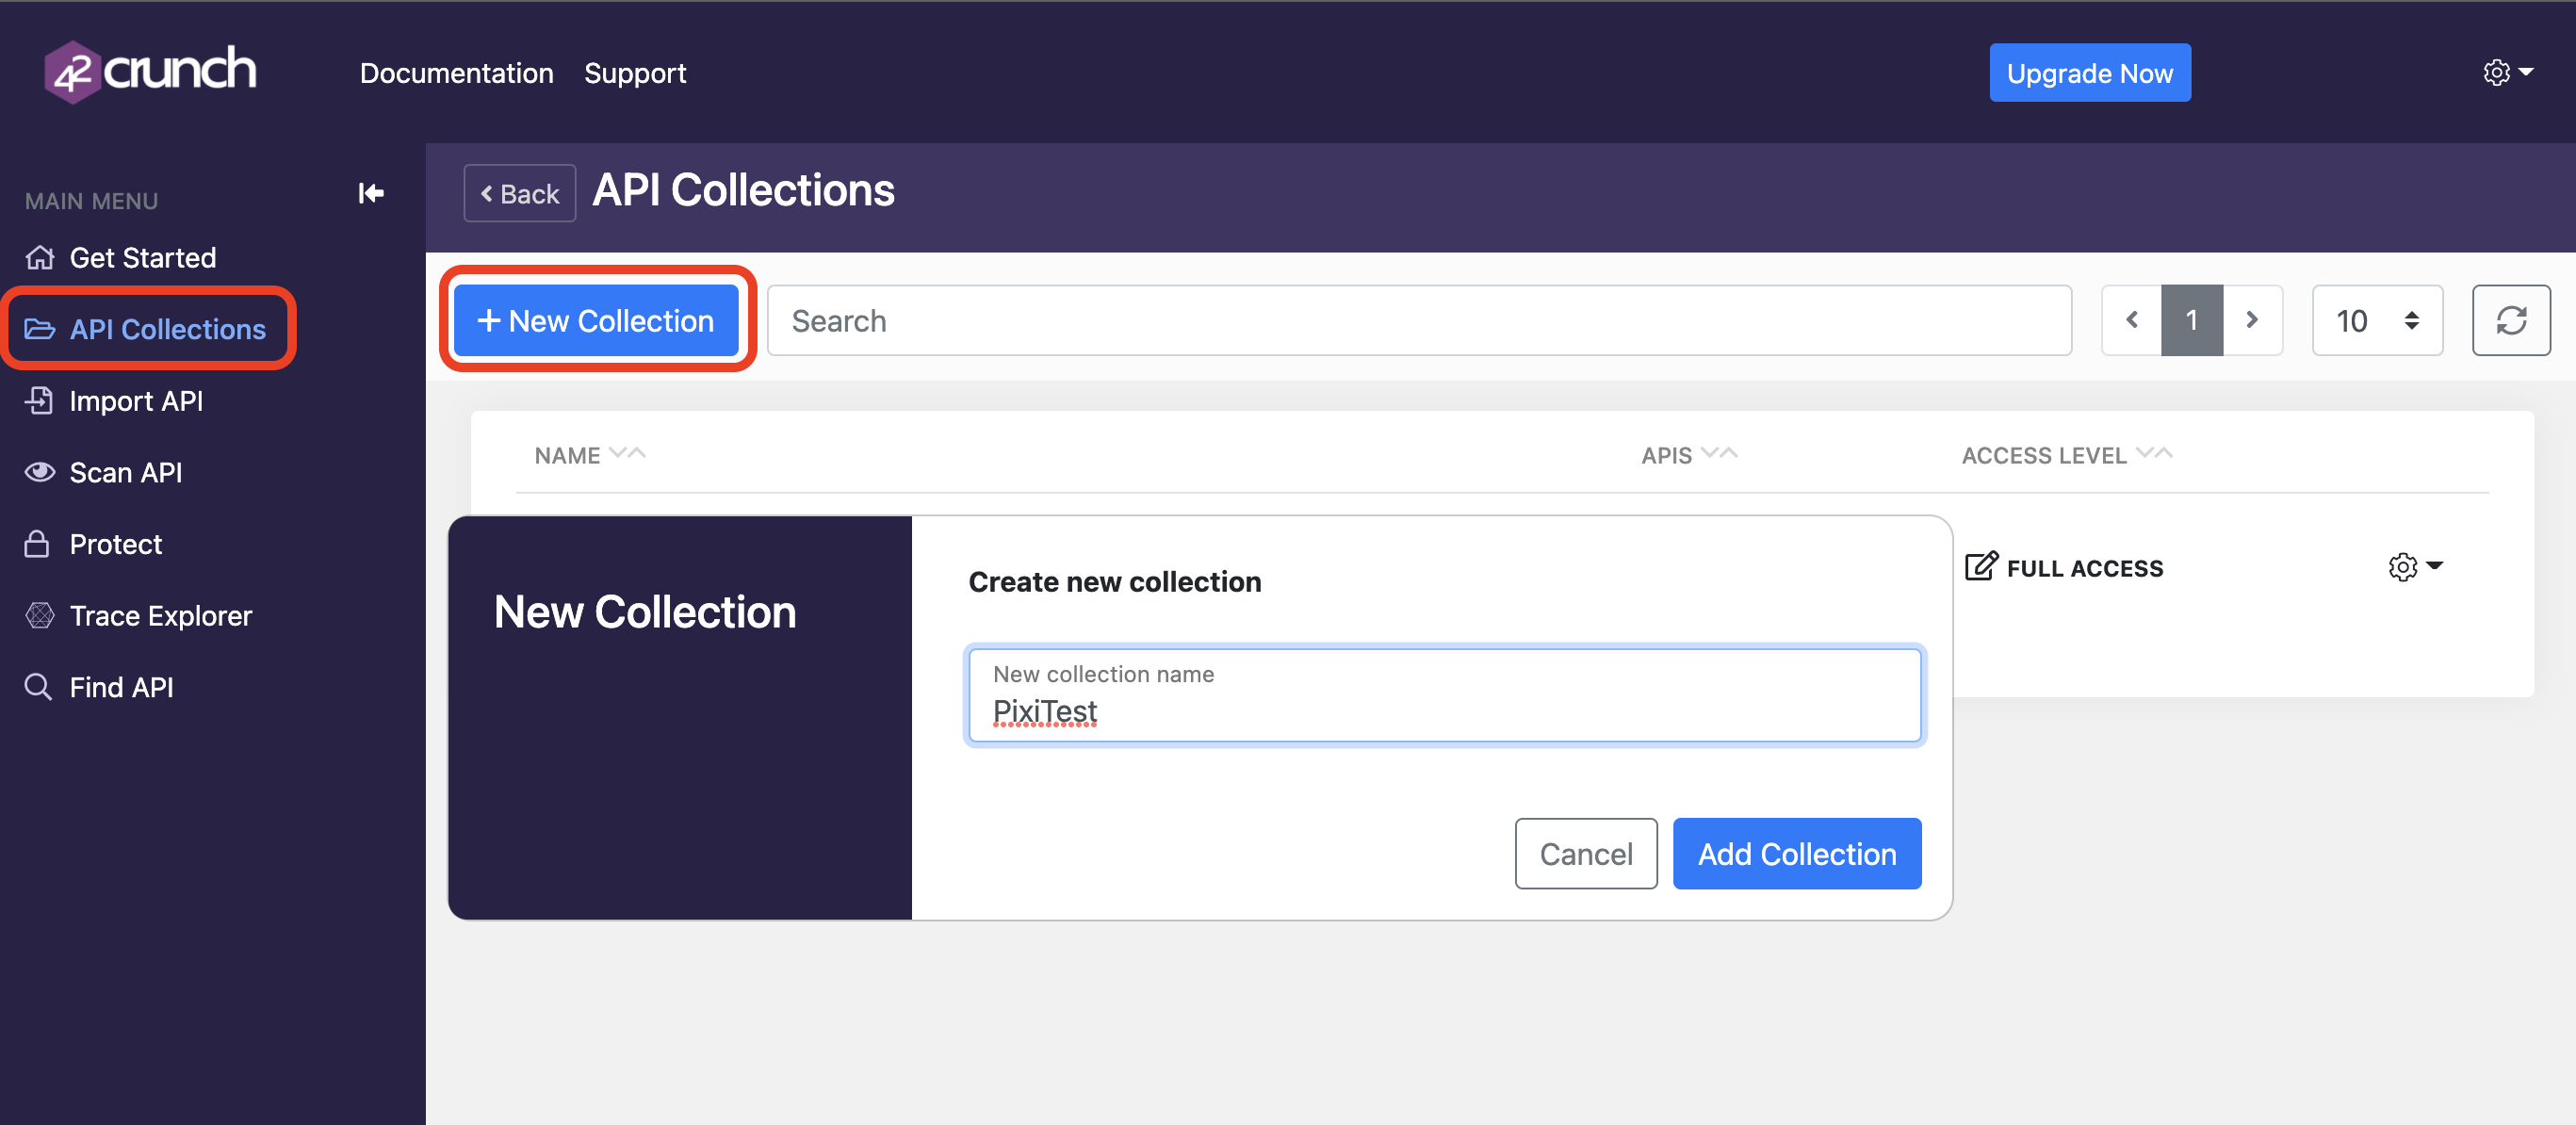 42crunch
Documentation
Support
Upgrade Now
MAIN MENU
Get Started
API Collections
Import API
Scan API
Protect
Trace Explorer
Find API
Back
API Collections
+ New Collection
Search
1
10
NAME
APIS
ACCESS LEVEL
FULL ACCESS
New Collection
Create new collection
New collection name
PixiTest
Cancel
Add Collection